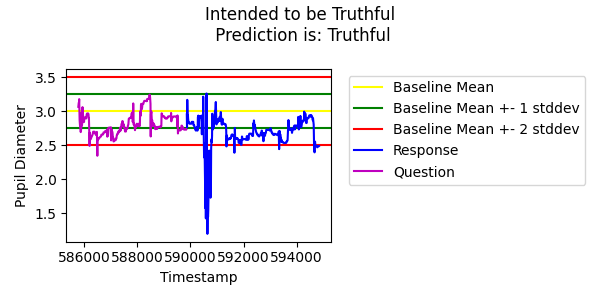 Intended to be Truthful
Prediction is: Truthful
3.5
3.0
2.5
2.0
1.5
Pupil Diameter
586000 588000 590000 592000 594000
Timestamp
Baseline Mean
Baseline Mean +- 1 stddev
Baseline Mean +- 2 stddev
Response
Question